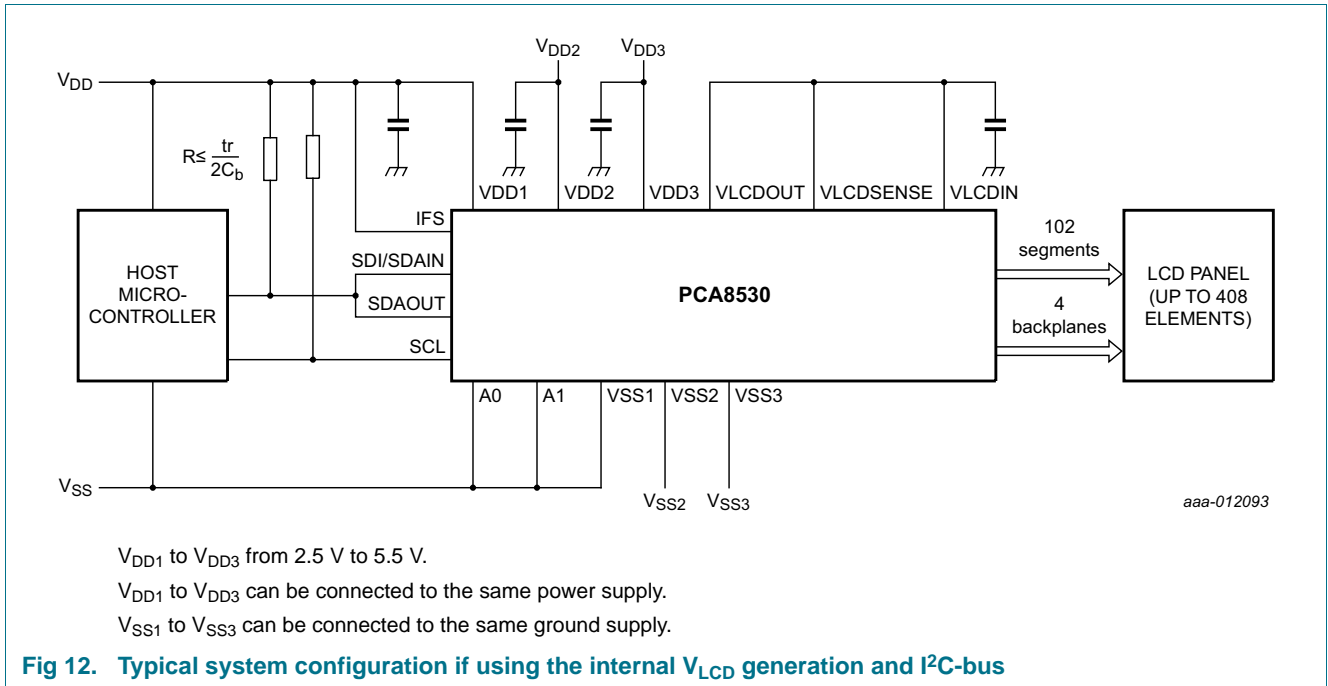 VDD2 VDD3
VDD
R≤ tr
2Cb
VDD1 VDD2 VDD3 VLCDOUT VLCDSENSE VLCDIN
IFS
SDI/SDAIN
SDAOUT
SCL
HOST
MICRO-
CONTROLLER
PCA8530
102
segments
4
backplanes
LCD PANEL
(UP TO 408
ELEMENTS)
A0 A1 VSS1 VSS2 VSS3
VSS
VSS2 VSS3
aaa-012093
VDD1 to VDD3 from 2.5 V to 5.5 V.
VDD1 to VDD3 can be connected to the same power supply.
VSS1 to VSS3 can be connected to the same ground supply.
Fig 12. Typical system configuration if using the internal VLCD generation and I²C-bus